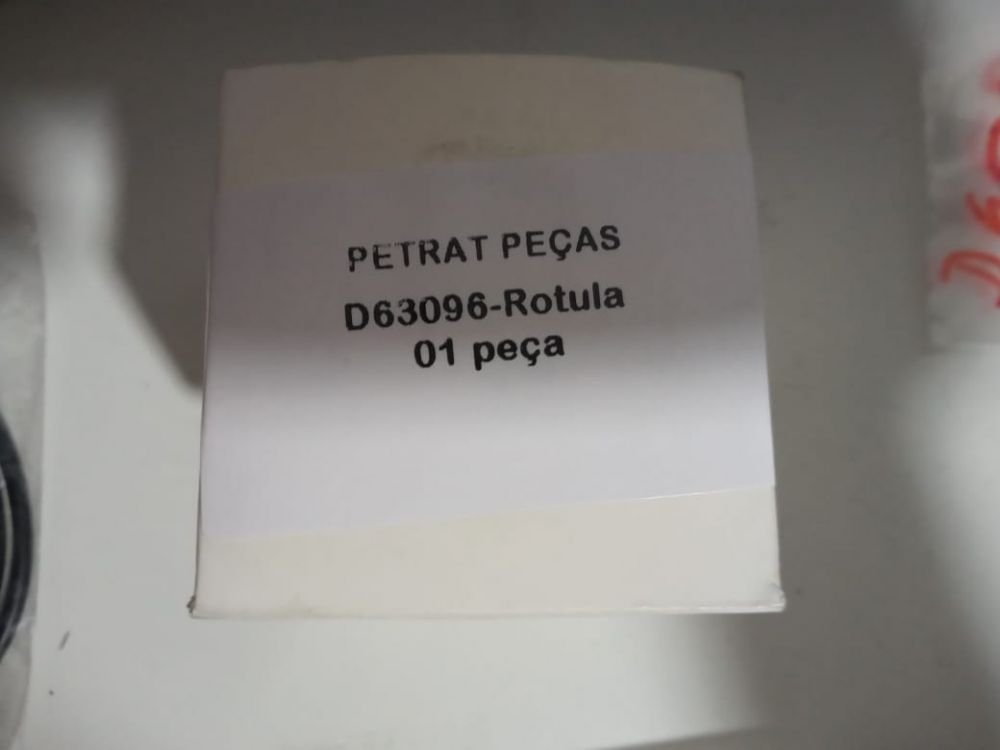 PETRAT PEÇAS
D63096-Rotula
01 peça